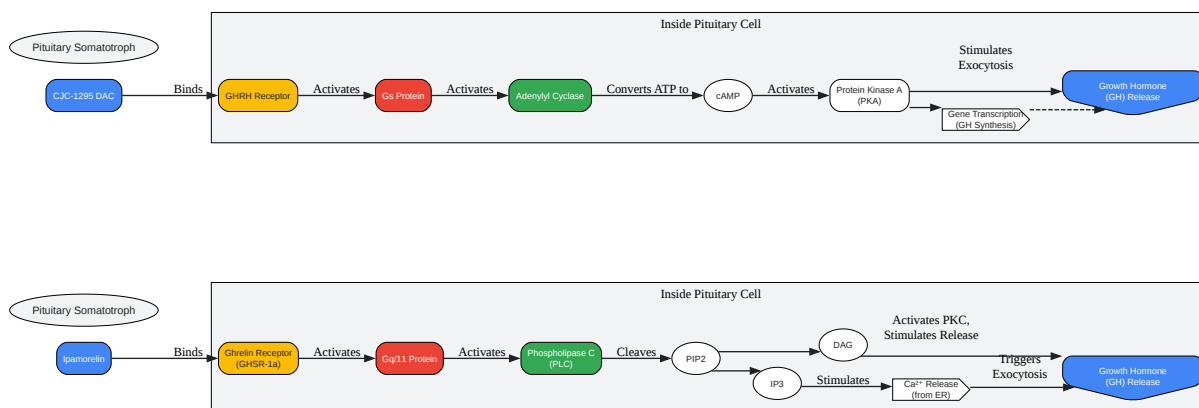 Inside Pituitary Cell
Pituitary Somatotroph
CJC-1295 DAC
Binds
GHRH Receptor
Activates
Gs Protein
Activates
Adenylyl Cyclase
Converts ATP to
cAMP
Activates
Protein Kinase A
(PKA)
Stimulates
Exocytosis
Gene Transcription
(GH Synthesis)
Growth Hormone
(GH) Release
Inside Pituitary Cell
Pituitary Somatotroph
Ipamorelin
Binds
Ghrelin Receptor
(GHSR-1a)
Activates
Gq/11 Protein
Activates
Phospholipase C
(PLC)
Cleaves
PIP2
DAG
Activates PKC,
Stimulates Release
IP3
Stimulates
Ca²⁺ Release
(from ER)
Triggers
Exocytosis
Growth Hormone
(GH) Release